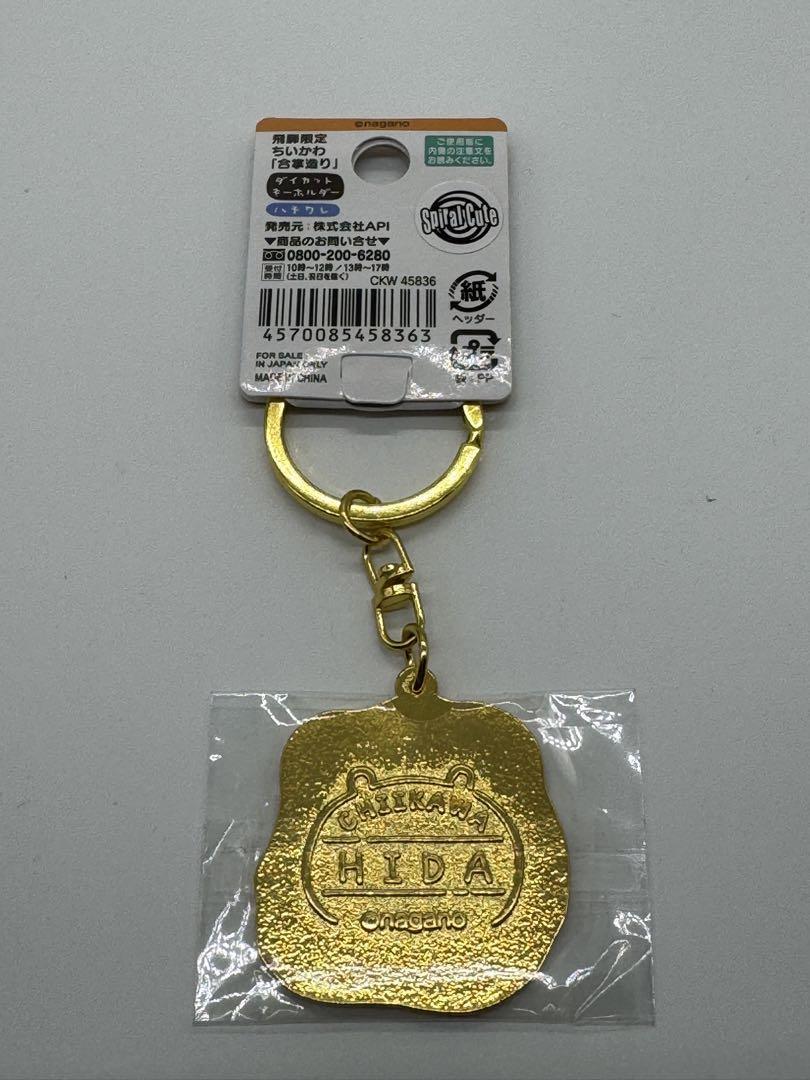 ©nagano
飛騨限定
ちいかわ
「合掌造り」
ダイカット
キーホルダー
ハチワレ
発売元：株式会社API
▼商品のお問い合せ▼
0800-200-6280
受付時間 10時～12時／13時～17時
(土日、祝日を除く)
CKW 45836
4570085458363
FOR SALE
IN JAPAN ONLY
MADE IN CHINA
ご使用前に
内側の注意文を
お読みください。
Spiral Cute
紙
ヘッダー
プラ
袋：PP
CHIIKAWA
HIDA
©nagano